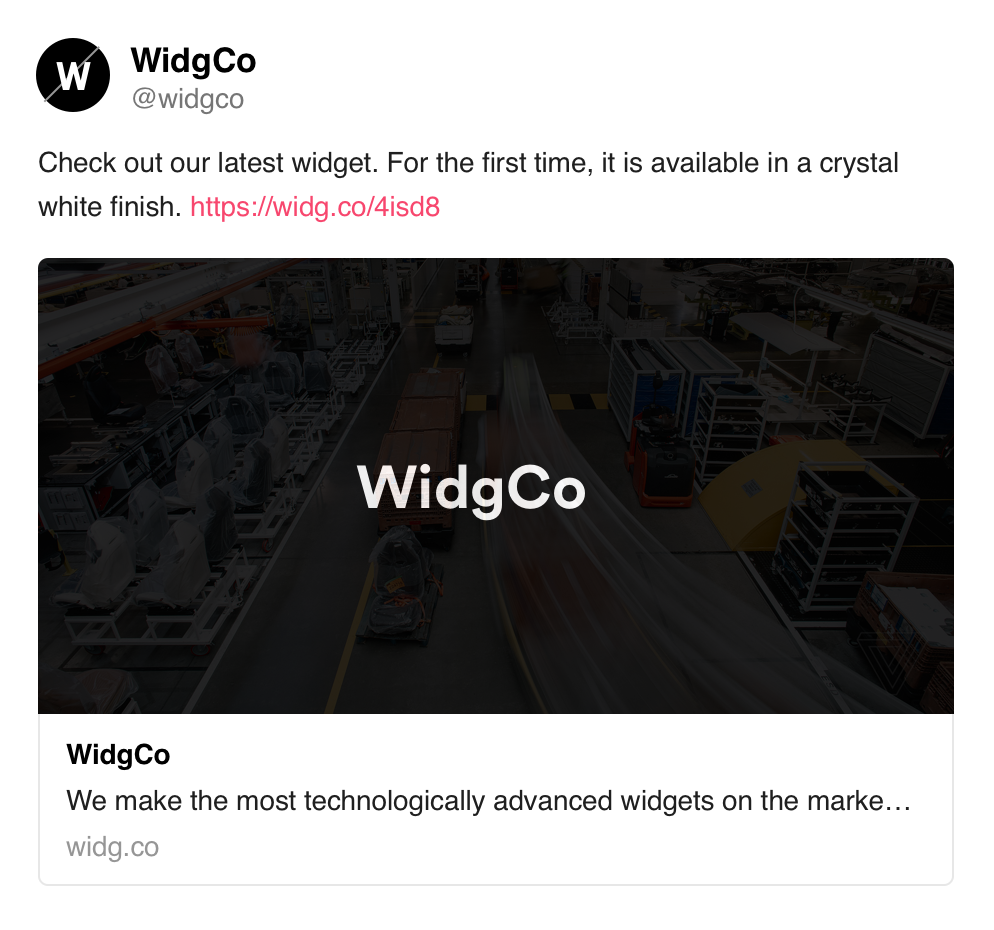 W
WidgCo
@widgco
Check out our latest widget. For the first time, it is available in a crystal
white finish. https://widg.co/4isd8
WidgCo
WidgCo
We make the most technologically advanced widgets on the marke…
widg.co